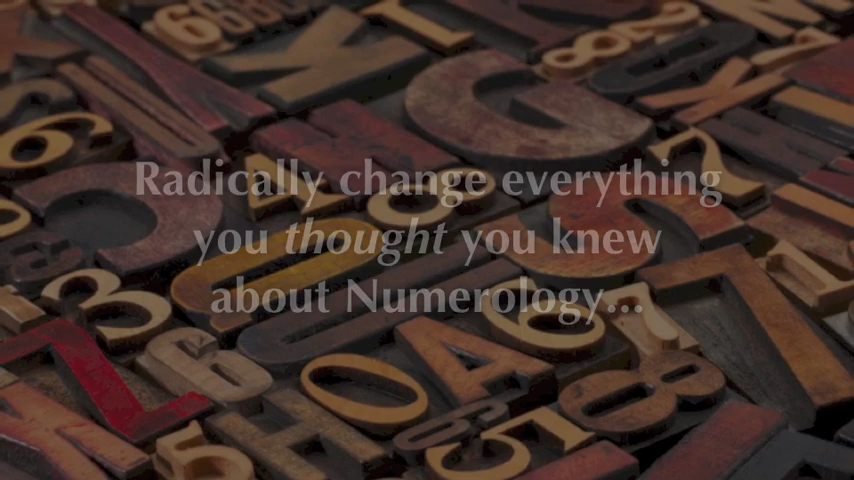 Radically change everything
you thought you knew
about Numerology...